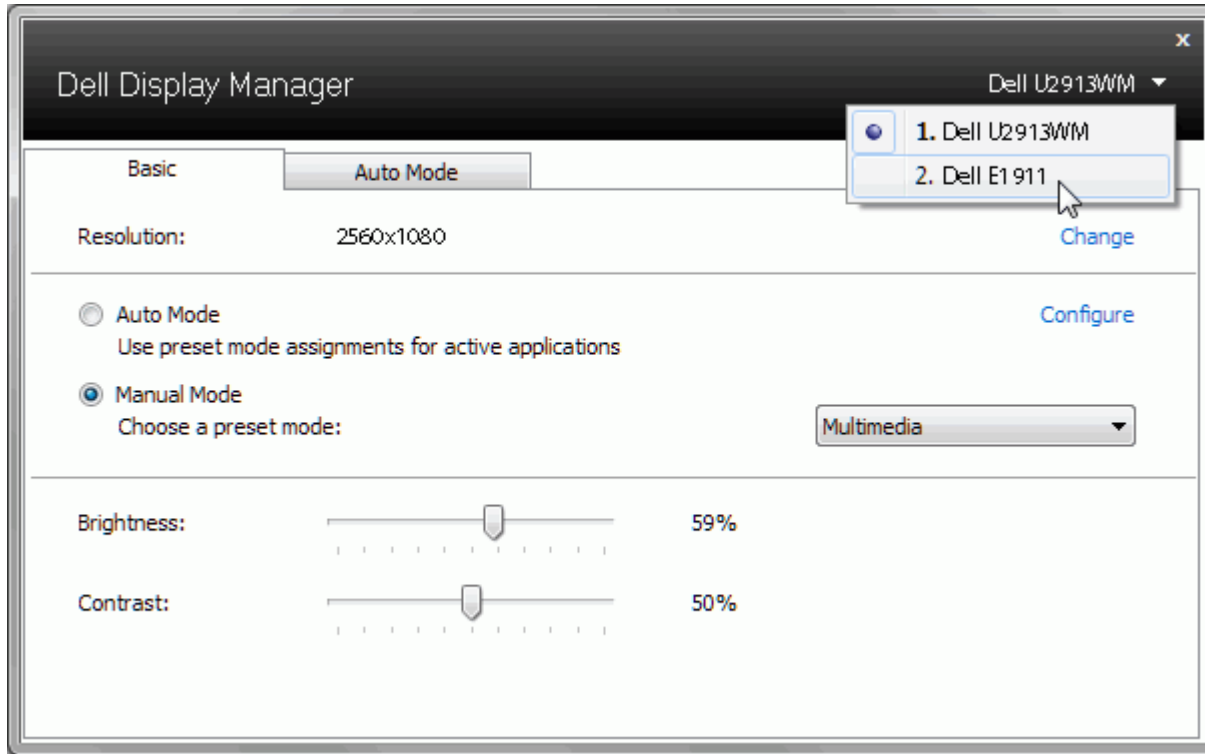 x
Dell Display Manager
Dell U2913WM
1. Dell U2913WM
2. Dell E1911
Basic
Auto Mode
Resolution: 2560x1080 Change
Auto Mode Configure
Use preset mode assignments for active applications
Manual Mode
Choose a preset mode: Multimedia
Brightness: 59%
Contrast: 50%